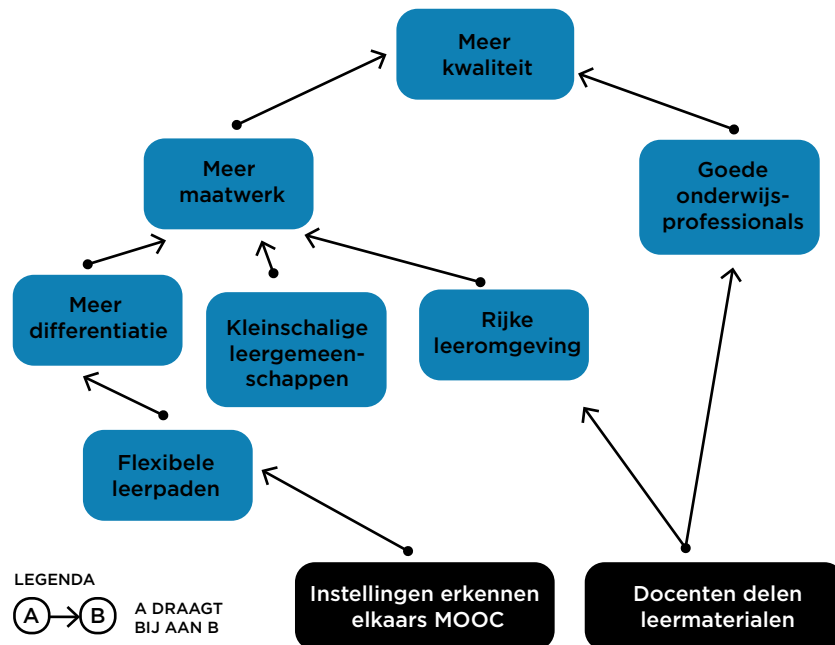 Meer
kwaliteit
Meer
maatwerk
Goede
onderwijs-
professionals
Meer
differentiatie
Kleinschalige
leergemeen-
schappen
Rijke
leeromgeving
Flexibele
leerpaden
Instellingen erkennen
elkaars MOOC
Docenten delen
leermaterialen
LEGENDA
A
B
A DRAAGT
BIJ AAN B